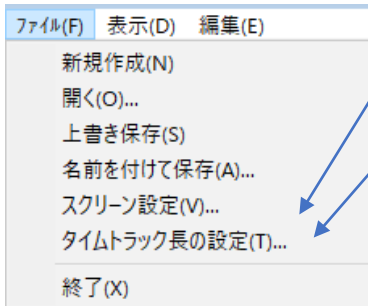 ﾌｧｲﾙ(F) 表示(D) 編集(E)
新規作成(N)
開く(O)...
上書き保存(S)
名前を付けて保存(A)...
スクリーン設定(V)...
タイムトラック長の設定(T)...
終了(X)